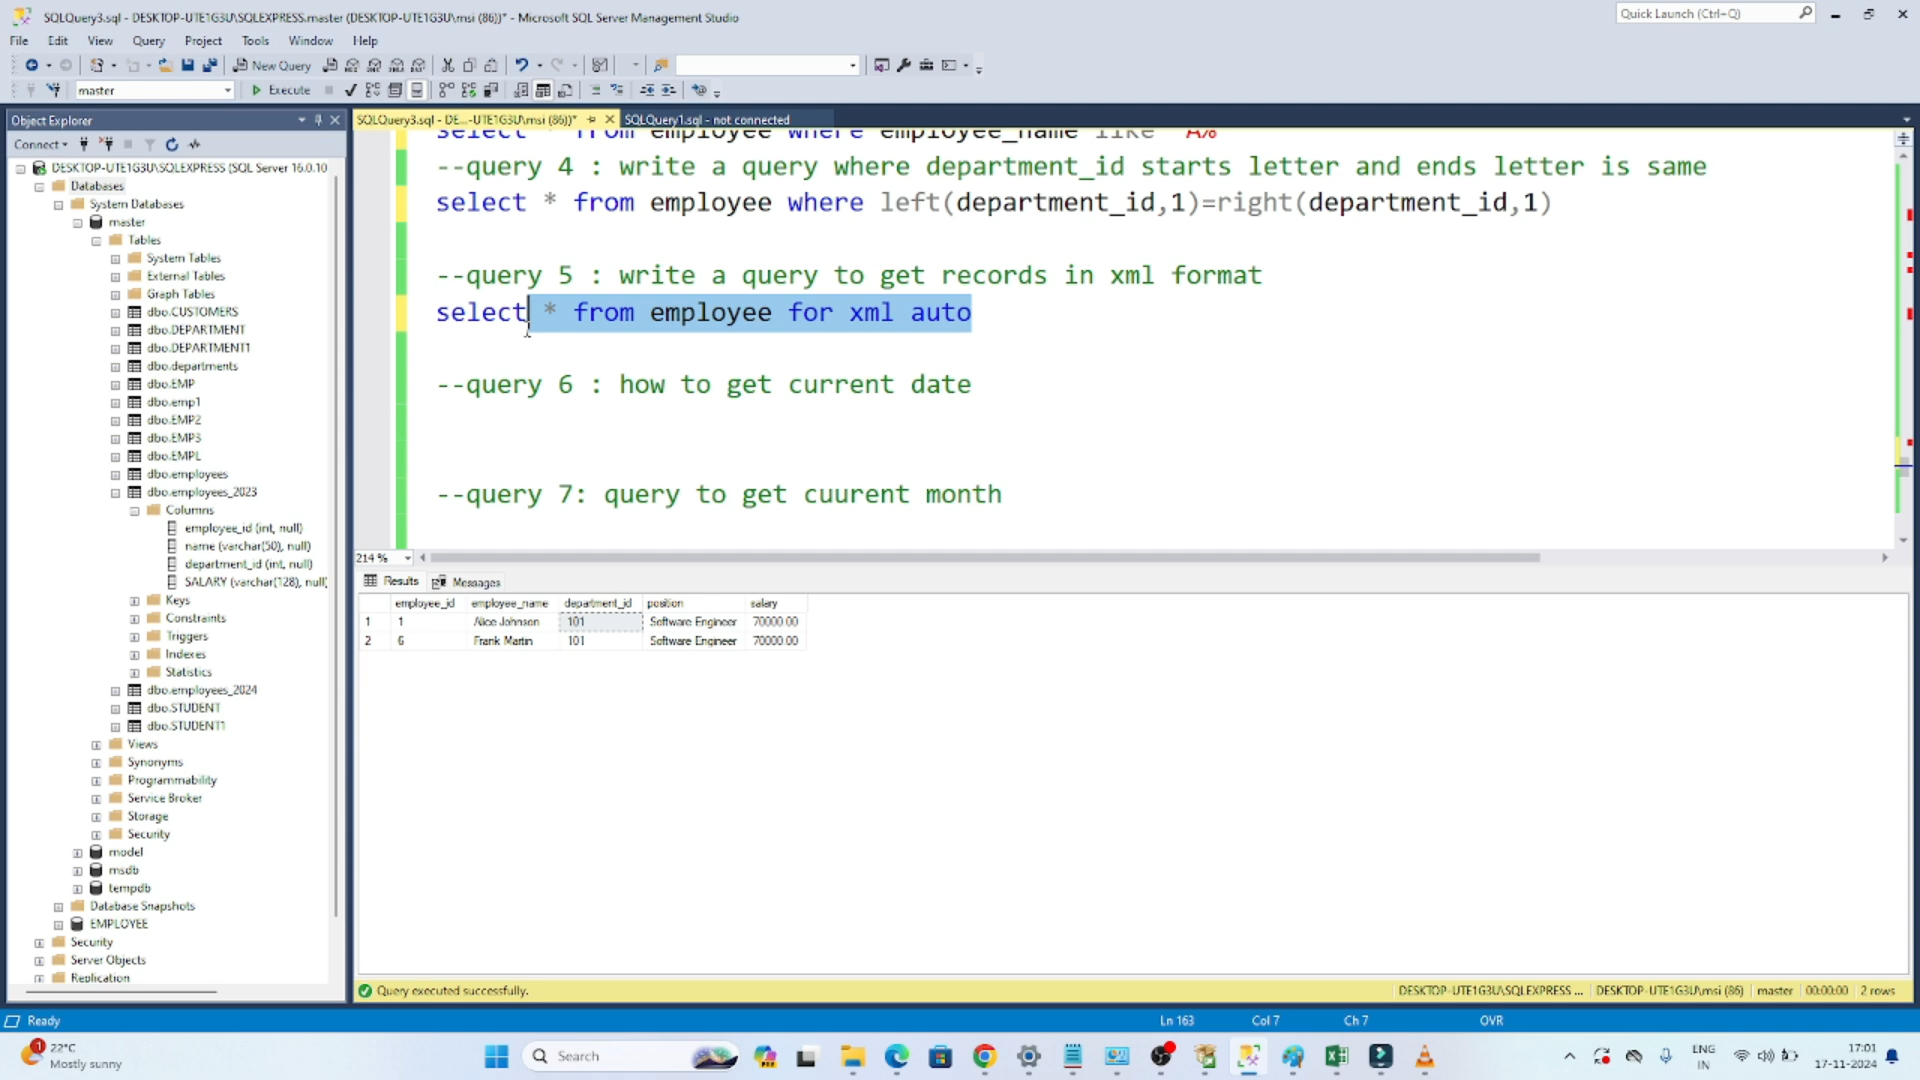 SQLQuery3.sql - DESKTOP-UTE1G3U\SQLEXPRESS.master (DESKTOP-UTE1G3U\msi (86))* - Microsoft SQL Server Management Studio
Quick Launch (Ctrl+Q)
File Edit View Query Project Tools Window Help
New Query
master Execute
Object Explorer
SQLQuery3.sql - DE...-UTE1G3U\msi (86))* SQLQuery1.sql - not connected
Connect
DESKTOP-UTE1G3U\SQLEXPRESS (SQL Server 16.0.10
Databases
System Databases
master
Tables
System Tables
External Tables
Graph Tables
dbo.CUSTOMERS
dbo.DEPARTMENT
dbo.DEPARTMENT1
dbo.departments
dbo.EMP
dbo.emp1
dbo.EMP2
dbo.EMP3
dbo.EMPL
dbo.employees
dbo.employees_2023
Columns
employee_id (int, null)
name (varchar(50), null)
department_id (int, null)
SALARY (varchar(128), null
Keys
Constraints
Triggers
Indexes
Statistics
dbo.employees_2024
dbo.STUDENT
dbo.STUDENT1
Views
Synonyms
Programmability
Service Broker
Storage
Security
model
msdb
tempdb
Database Snapshots
EMPLOYEE
Security
Server Objects
Replication
select * from employee where employee_name like 'A%
--query 4 : write a query where department_id starts letter and ends letter is same
select * from employee where left(department_id,1)=right(department_id,1)
--query 5 : write a query to get records in xml format
select * from employee for xml auto
--query 6 : how to get current date
--query 7: query to get cuurent month
214 %
Results Messages
employee_id employee_name department_id position salary
1 1 Alice Johnson 101 Software Engineer 70000.00
2 6 Frank Martin 101 Software Engineer 70000.00
Query executed successfully.
DESKTOP-UTE1G3U\SQLEXPRESS ... DESKTOP-UTE1G3U\msi (86) master 00:00:00 2 rows
Ready Ln 163 Col 7 Ch 7 OVR
1
22°C
Mostly sunny
Search
ENG
IN
17:01
17-11-2024